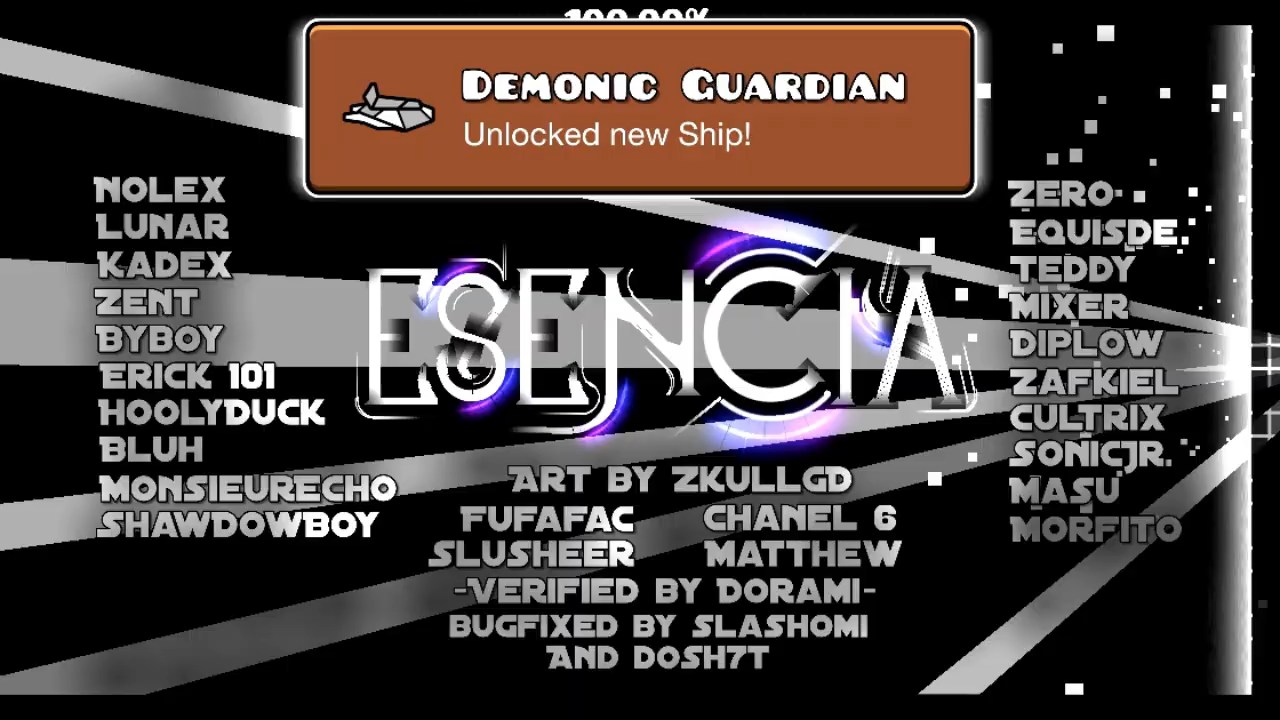 100.00%
Demonic Guardian
Unlocked new Ship!
NOLEX
LUNAR
KADEX
ZENT
BYBOY
ERICK 101
HOOLYDUCK
BLUH
MONSIEURECHO
SHAWDOWBOY
ESENCIA
ART BY ZKULLGD
FUFAFAC CHANEL 6
SLUSHEER MATTHEW
-VERIFIED BY DORAMI-
BUGFIXED BY SLASHOMI
AND DOSH7T
ZERO
EQUISDE
TEDDY
MIXER
DIPLOW
ZAFKIEL
CULTRIX
SONICJR.
MASU
MORFITO